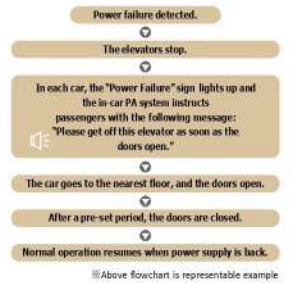 Power failure detected.
The elevators stop.
In each car, the "Power Failure" sign lights up and
the in-car PA system instructs
passengers with the following message:
"Please get off this elevator as soon as the
doors open."
The car goes to the nearest floor, and the doors open.
After a pre-set period, the doors are closed.
Normal operation resumes when power supply is back.
※Above flowchart is representable example